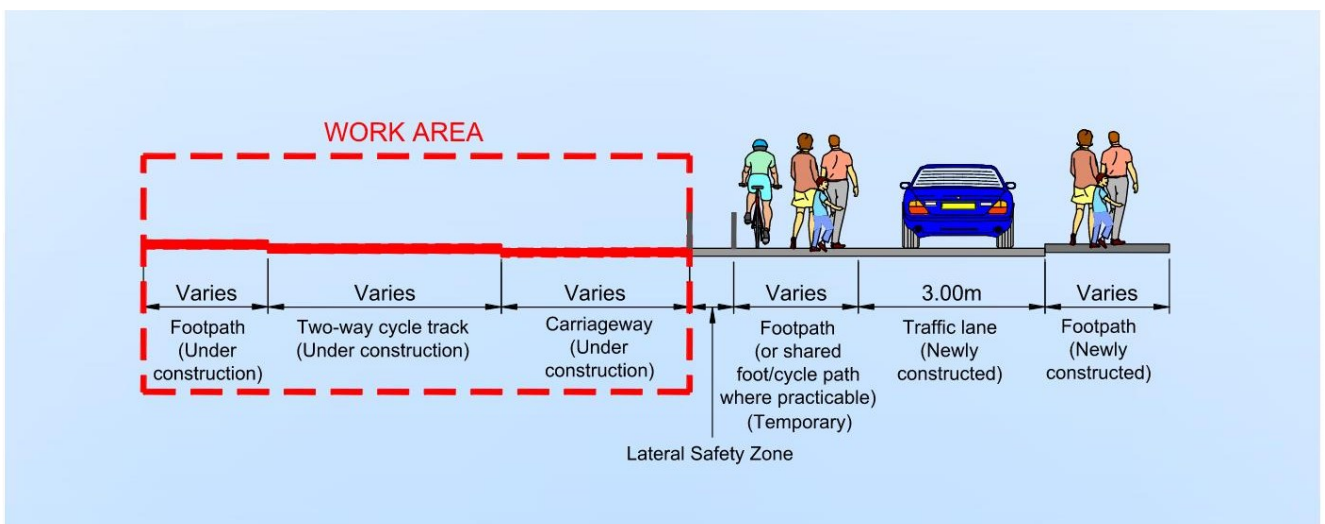 WORK AREA
Varies
Footpath
(Under
construction)
Varies
Two-way cycle track
(Under construction)
Varies
Carriageway
(Under
construction)
Lateral Safety Zone
Varies
Footpath
(or shared
foot/cycle path
where practicable)
(Temporary)
3.00m
Traffic lane
(Newly
constructed)
Varies
Footpath
(Newly
constructed)